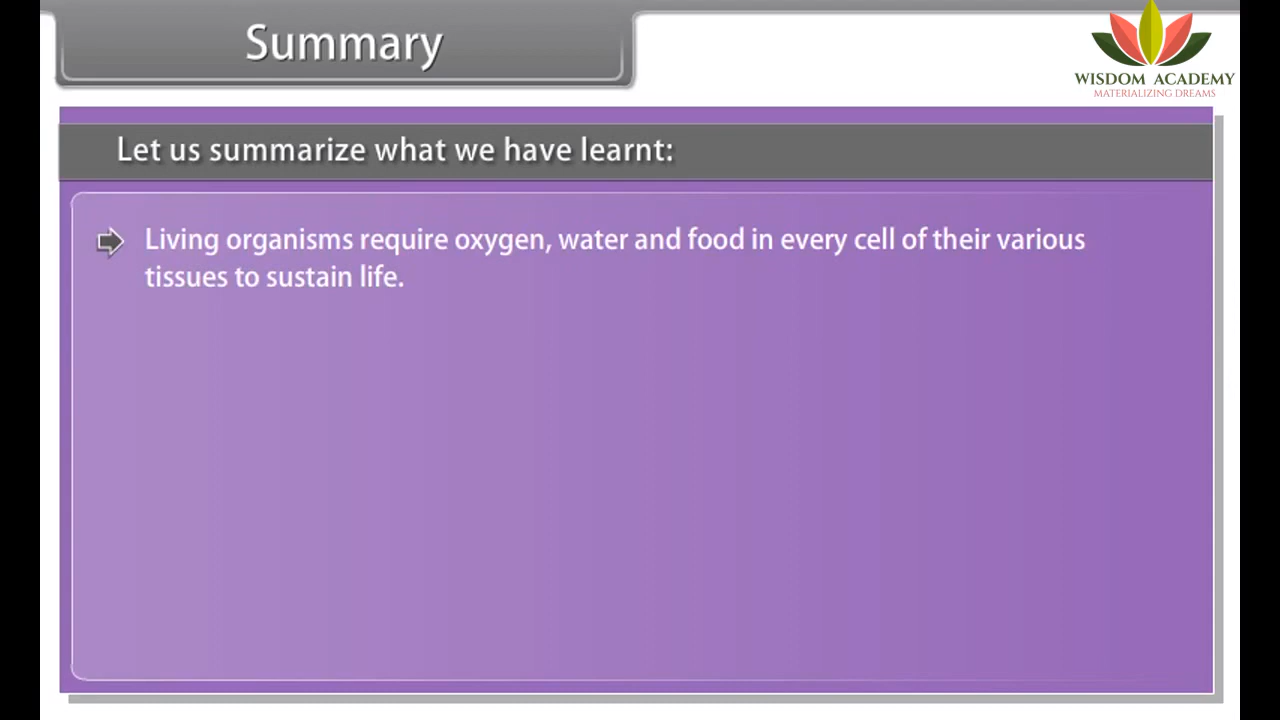 Summary
WISDOM ACADEMY
MATERIALIZING DREAMS
Let us summarize what we have learnt:
Living organisms require oxygen, water and food in every cell of their various
tissues to sustain life.